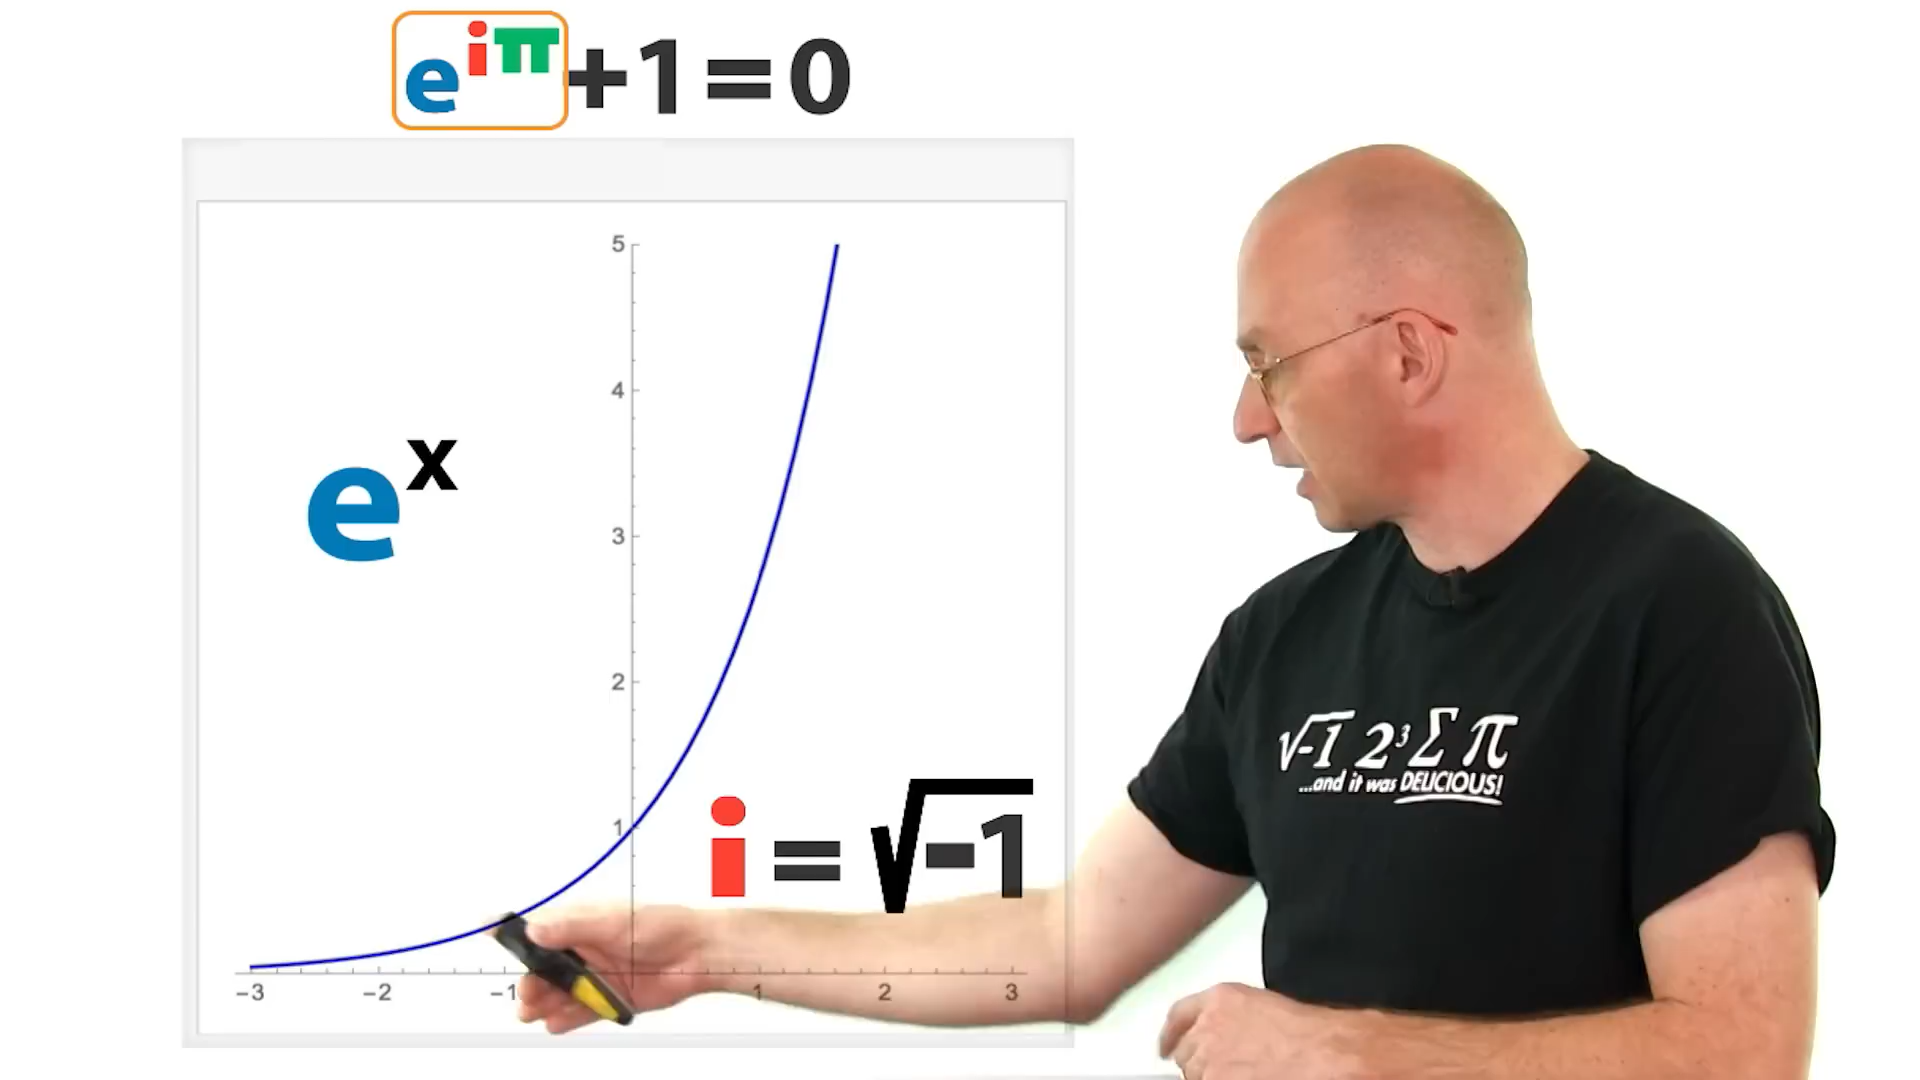 e^{iπ}+1=0
5
4
e^x
3
2
1
i=√-1
-3 -2 -1 1 2 3
√-1 2³ Σ π
...and it was DELICIOUS!